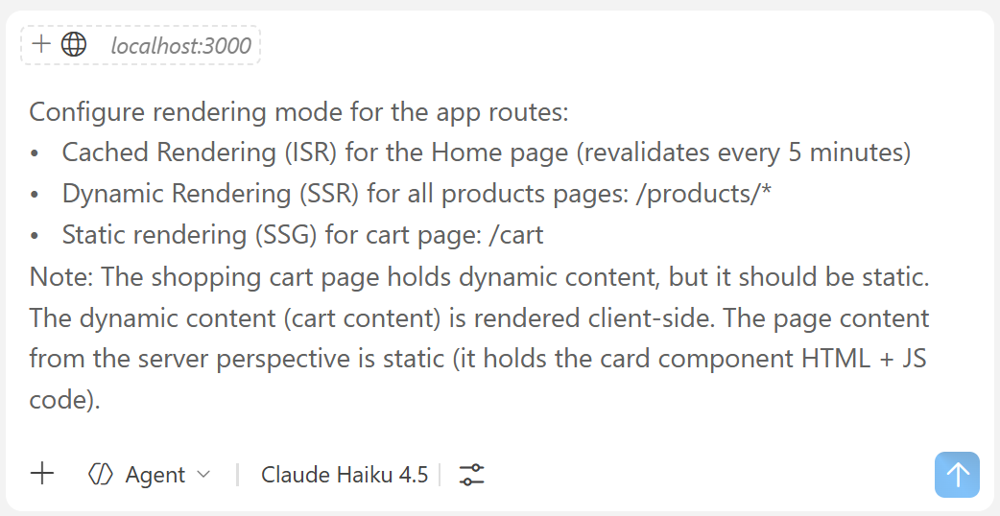 localhost:3000
Configure rendering mode for the app routes:
• Cached Rendering (ISR) for the Home page (revalidates every 5 minutes)
• Dynamic Rendering (SSR) for all products pages: /products/*
• Static rendering (SSG) for cart page: /cart
Note: The shopping cart page holds dynamic content, but it should be static.
The dynamic content (cart content) is rendered client-side. The page content
from the server perspective is static (it holds the card component HTML + JS
code).
Agent Claude Haiku 4.5